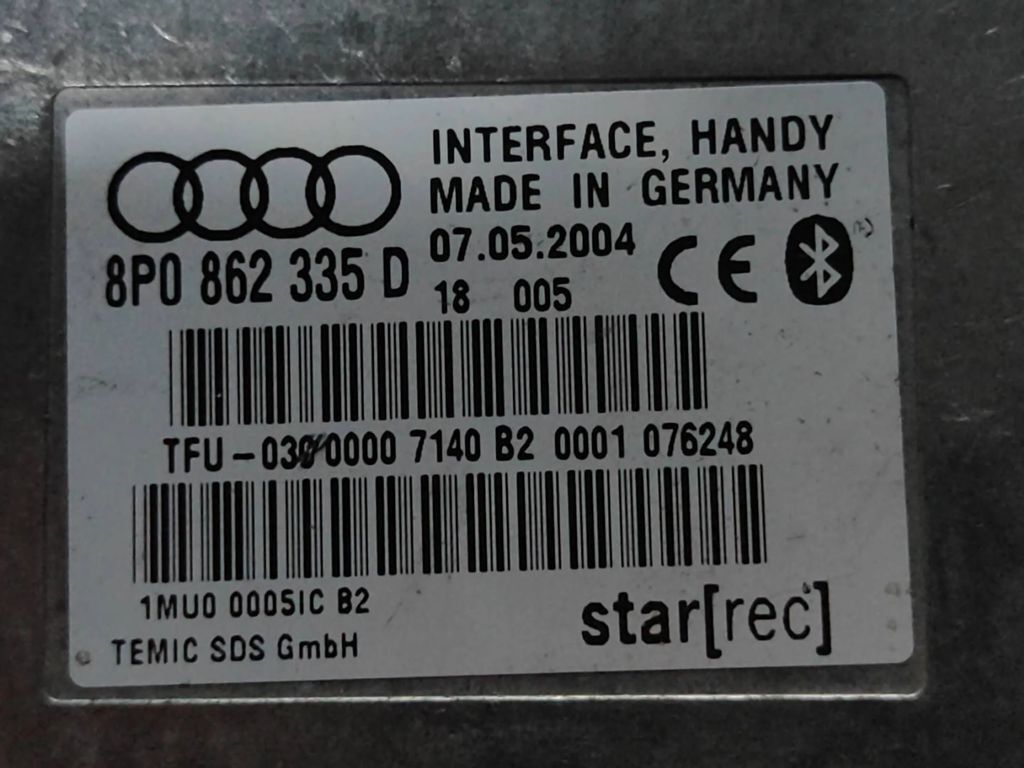 INTERFACE, HANDY
MADE IN GERMANY
8P0 862 335 D
07.05.2004
18 005
CE
TFU-030 0000 7140 B2 0001 076248
1MU0 0005IC B2
TEMIC SDS GmbH
star[rec]